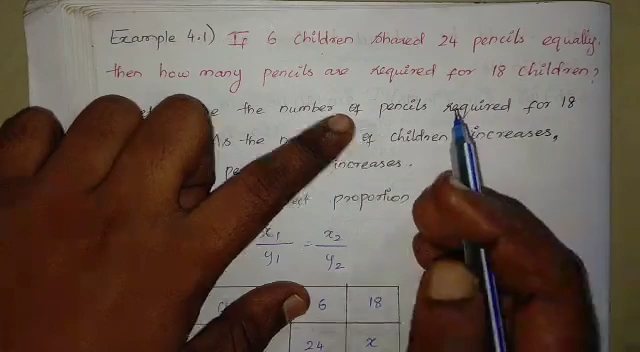 Example 4.1) If 6 children shared 24 pencils equally.
then how many pencils are required for 18 children?
the number of pencils required for 18
As the of children increases,
increases.
proportion
x1 / y1 = x2 / y2
6 18
24 x